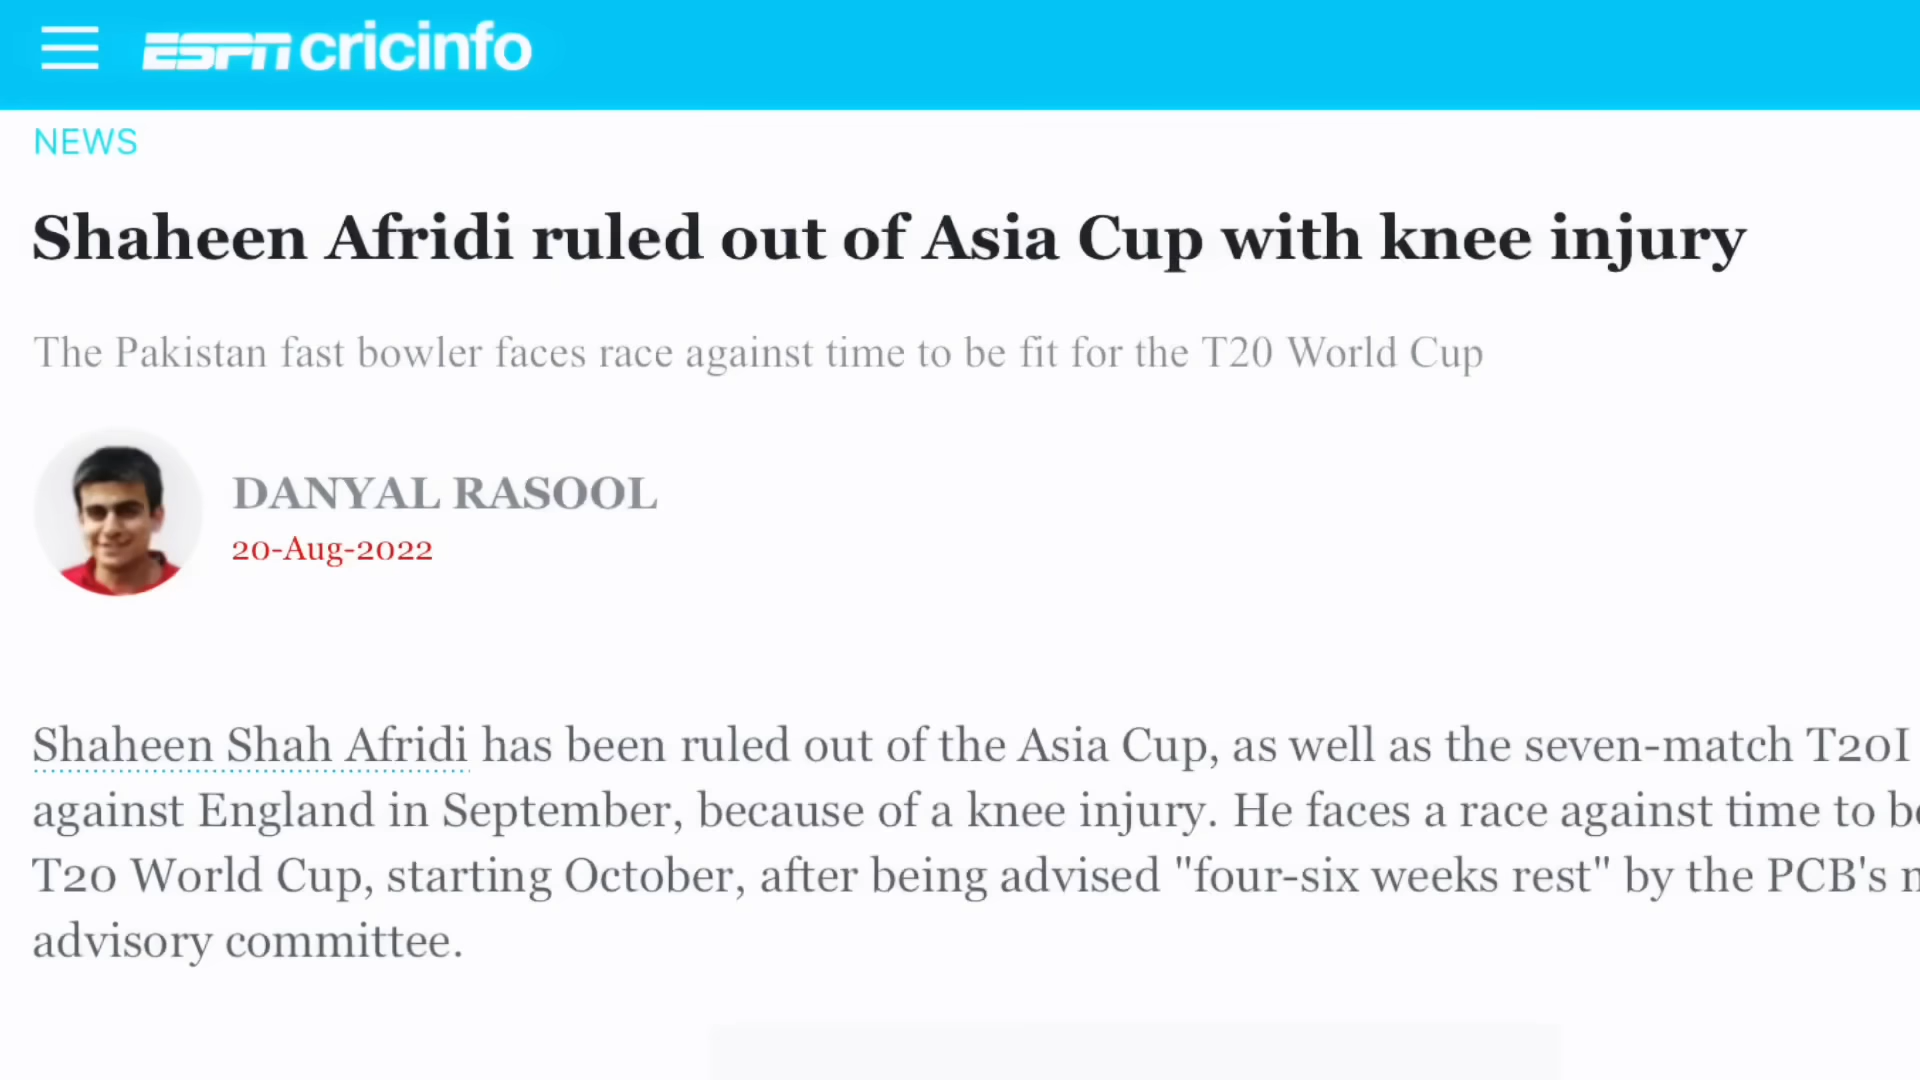 ESPN cricinfo
NEWS
Shaheen Afridi ruled out of Asia Cup with knee injury
The Pakistan fast bowler faces race against time to be fit for the T20 World Cup
DANYAL RASOOL
20-Aug-2022
Shaheen Shah Afridi has been ruled out of the Asia Cup, as well as the seven-match T20I
against England in September, because of a knee injury. He faces a race against time to
T20 World Cup, starting October, after being advised "four-six weeks rest" by the PCB's
advisory committee.